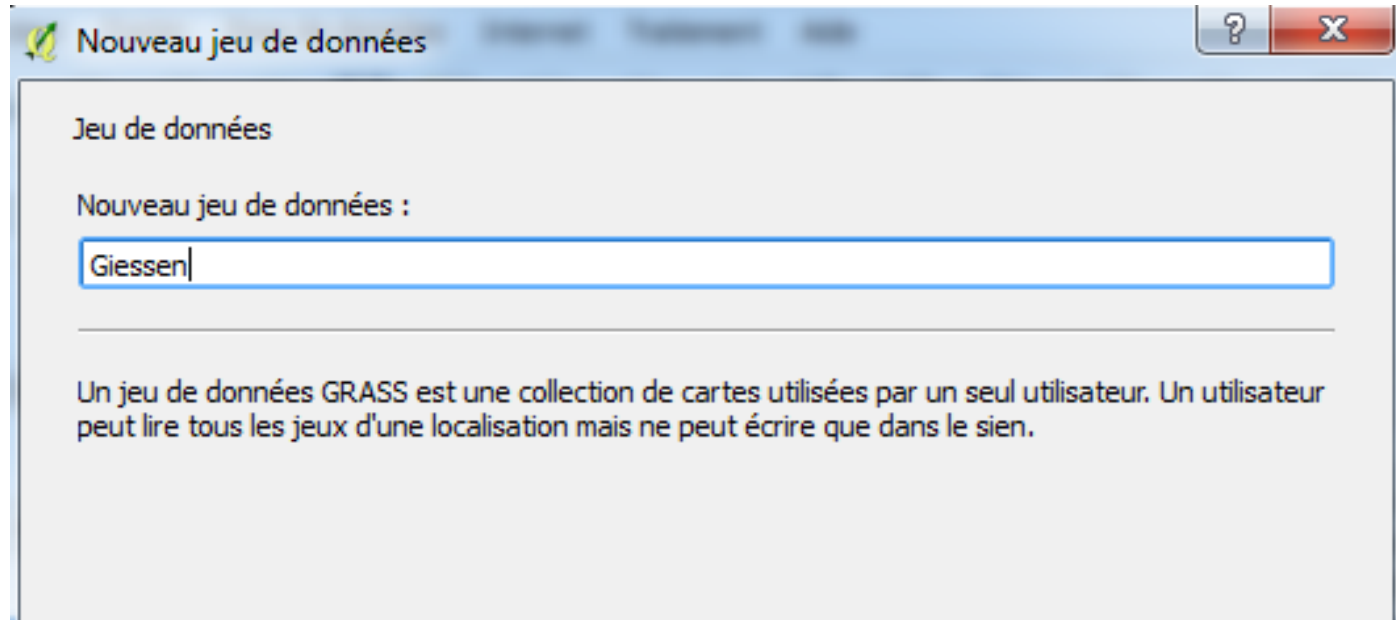 Nouveau jeu de données
Jeu de données
Nouveau jeu de données :
Giessen
Un jeu de données GRASS est une collection de cartes utilisées par un seul utilisateur. Un utilisateur
peut lire tous les jeux d'une localisation mais ne peut écrire que dans le sien.